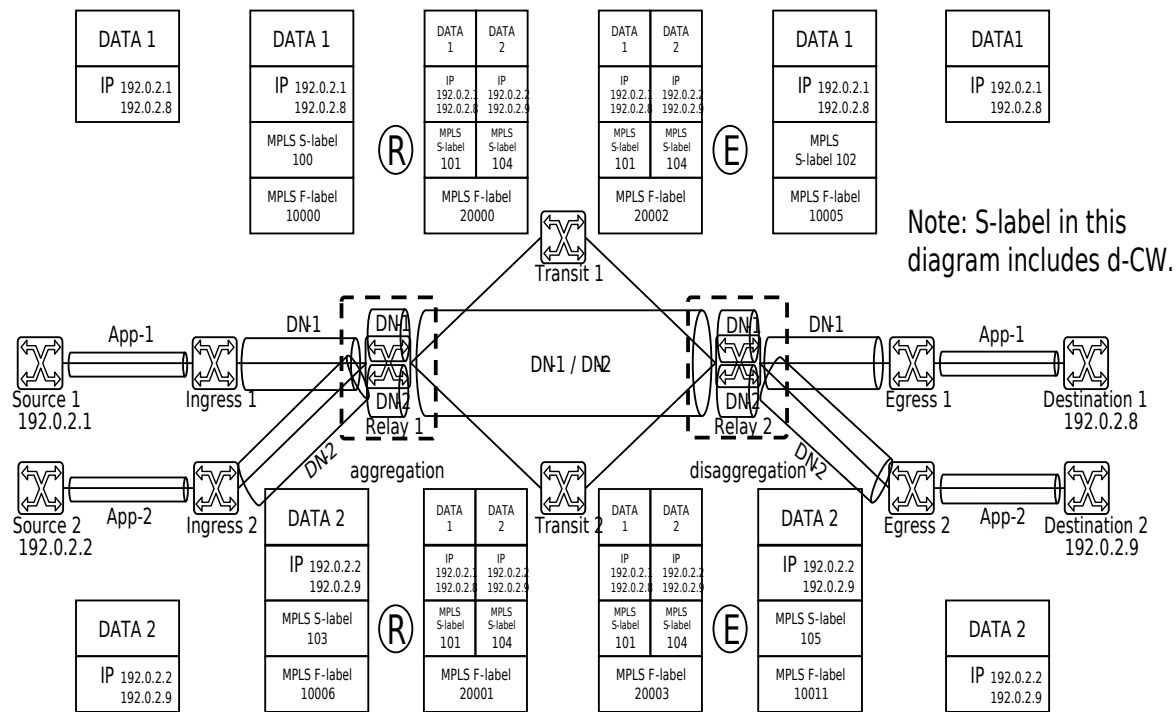 DATA 1
IP 192.0.2.1
192.0.2.8
DATA 1
IP 192.0.2.1
192.0.2.8
MPLS S-label
100
MPLS F-label
10000
R
DATA
1
DATA
2
IP
192.0.2.1
192.0.2.8
IP
192.0.2.2
192.0.2.9
MPLS
S-label
101
MPLS
S-label
104
MPLS F-label
20000
DATA
1
DATA
2
IP
192.0.2.1
192.0.2.8
IP
192.0.2.2
192.0.2.9
MPLS
S-label
101
MPLS
S-label
104
MPLS F-label
20002
E
DATA 1
IP 192.0.2.1
192.0.2.8
MPLS
S-label 102
MPLS F-label
10005
DATA1
IP 192.0.2.1
192.0.2.8
Note: S-label in this
diagram includes d-CW.
Transit 1
App-1
DN-1
DN-1
DN-1 / DN-2
DN-1
DN-1
App-1
Source 1
192.0.2.1
Ingress 1
DN-2
Relay 1
DN-2
Relay 2
Egress 1
Destination 1
192.0.2.8
DN-2
aggregation
disaggregation
DN-2
App-2
App-2
Source 2
192.0.2.2
Ingress 2
Transit 2
Egress 2
Destination 2
192.0.2.9
DATA 2
IP 192.0.2.2
192.0.2.9
DATA 2
IP 192.0.2.2
192.0.2.9
MPLS S-label
103
MPLS F-label
10006
R
DATA
1
DATA
2
IP
192.0.2.1
192.0.2.8
IP
192.0.2.2
192.0.2.9
MPLS
S-label
101
MPLS
S-label
104
MPLS F-label
20001
DATA
1
DATA
2
IP
192.0.2.1
192.0.2.8
IP
192.0.2.2
192.0.2.9
MPLS
S-label
101
MPLS
S-label
104
MPLS F-label
20003
E
DATA 2
IP 192.0.2.2
192.0.2.9
MPLS S-label
105
MPLS F-label
10011
DATA 2
IP 192.0.2.2
192.0.2.9